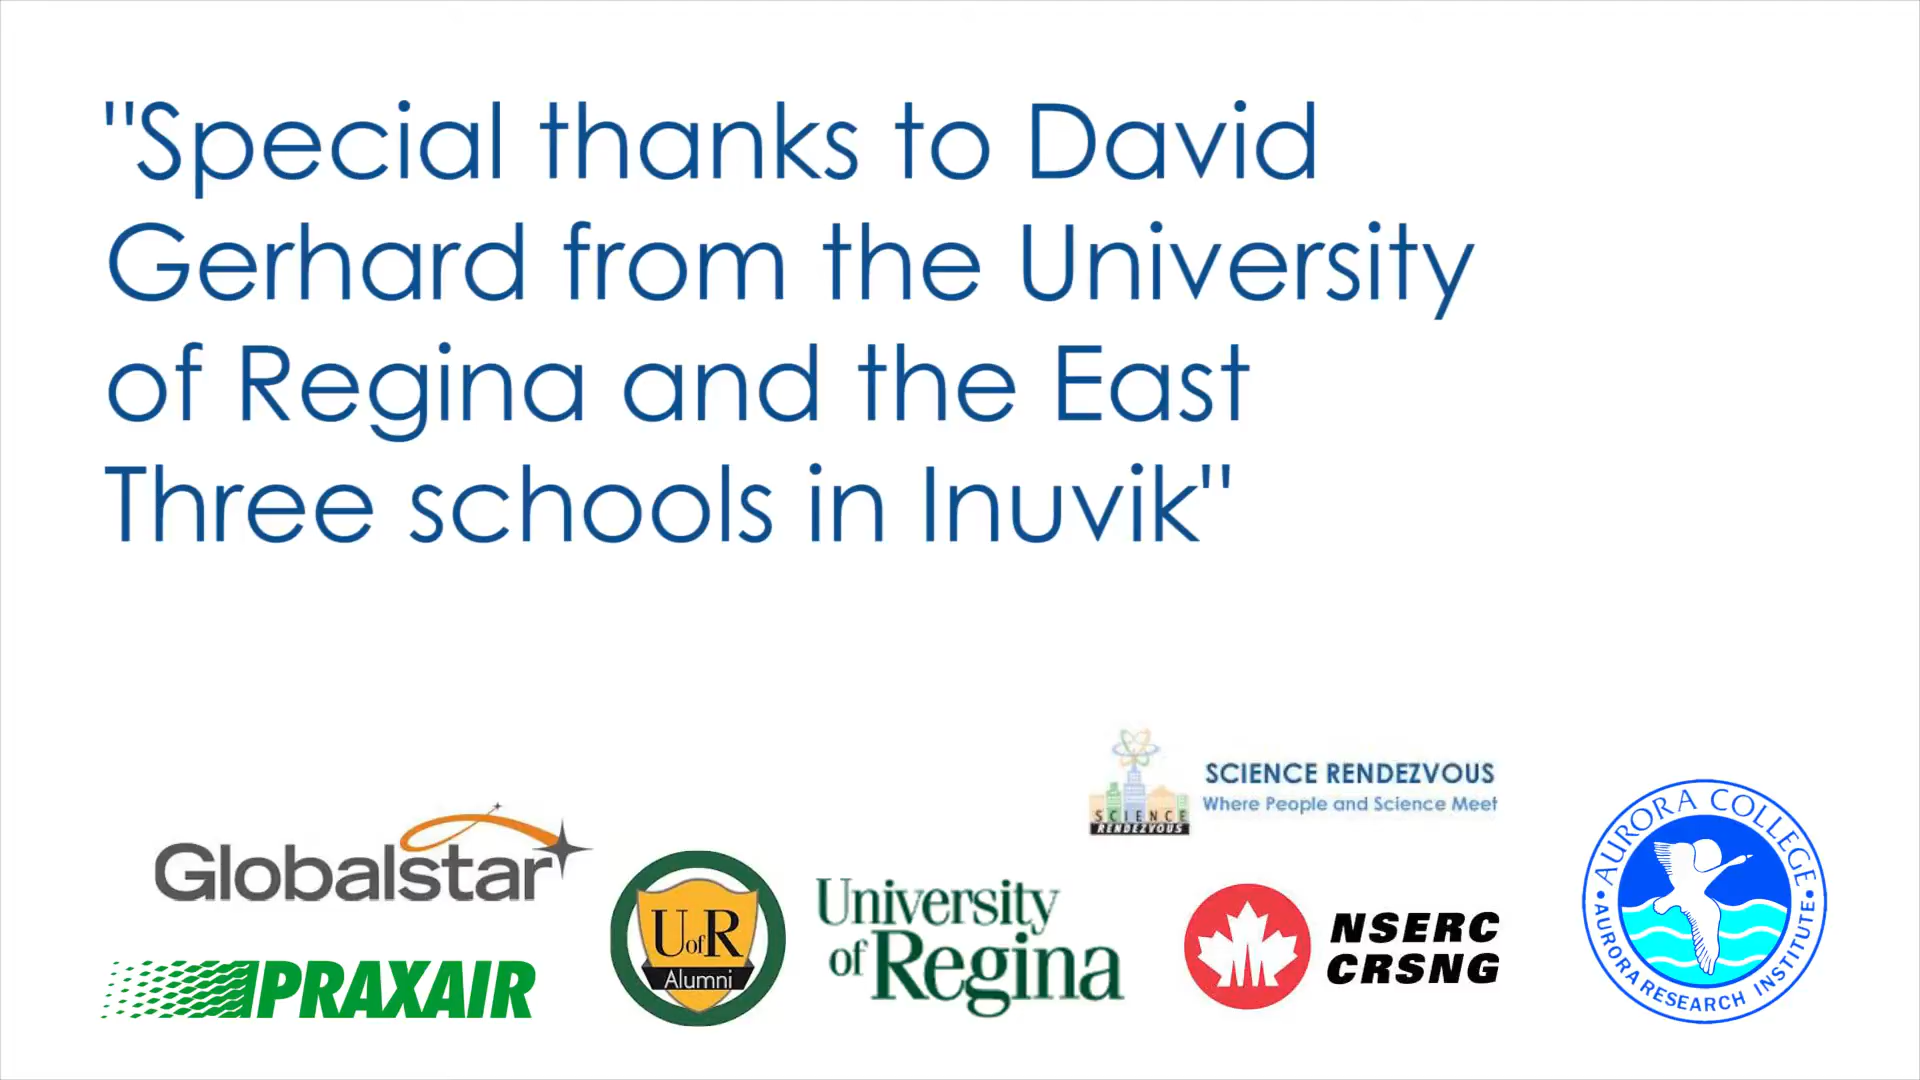 "Special thanks to David
Gerhard from the University
of Regina and the East
Three schools in Inuvik"
SCIENCE RENDEZVOUS
Where People and Science Meet
SCIENCE
RENDEZVOUS
Globalstar
PRAXAIR
UofR
Alumni
University
of Regina
NSERC
CRSNG
AURORA COLLEGE
AURORA RESEARCH INSTITUTE